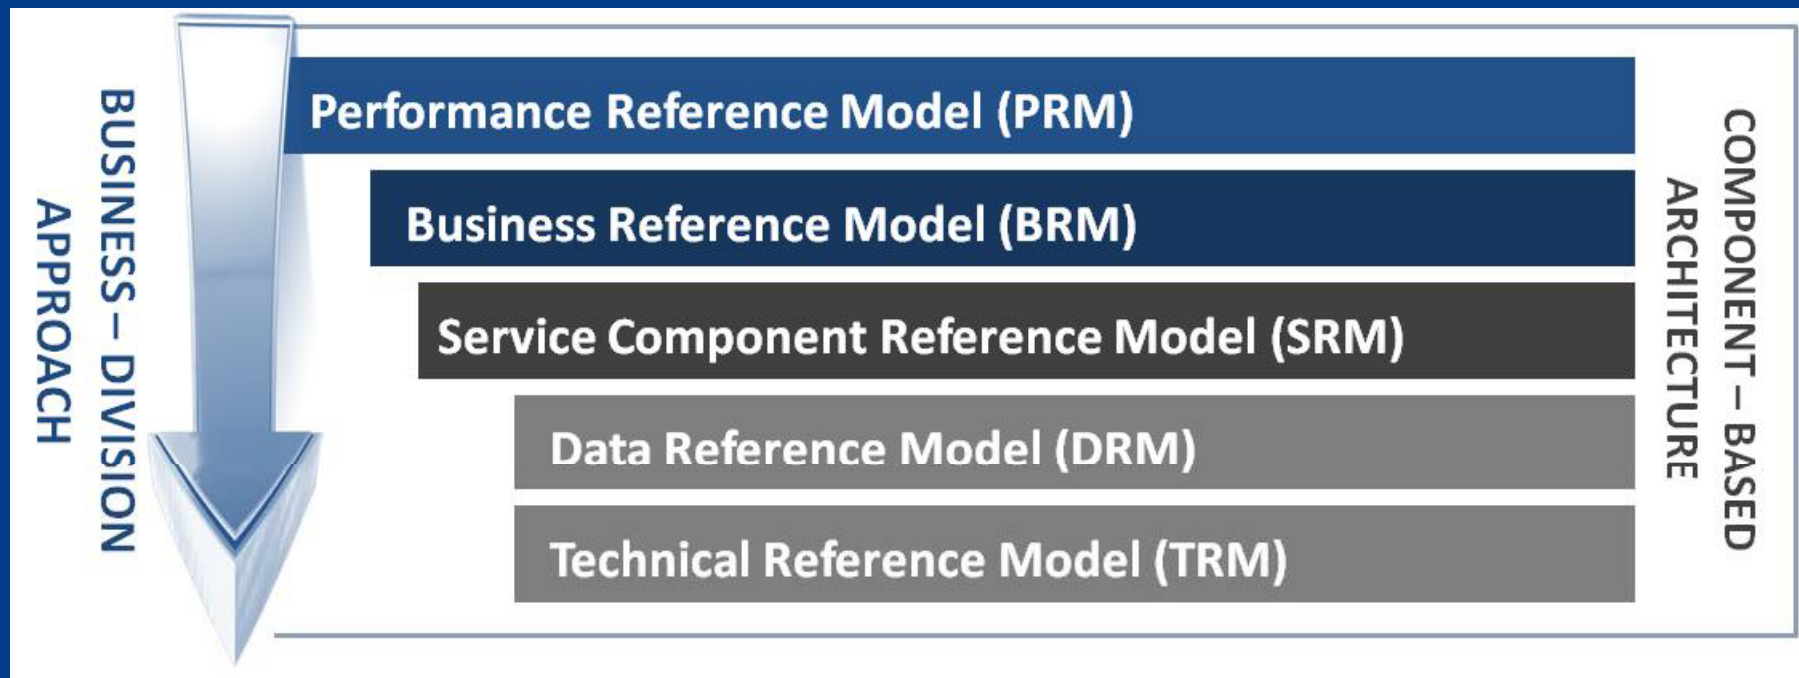 BUSINESS – DIVISION
APPROACH
Performance Reference Model (PRM)
Business Reference Model (BRM)
Service Component Reference Model (SRM)
Data Reference Model (DRM)
Technical Reference Model (TRM)
COMPONENT – BASED
ARCHITECTURE